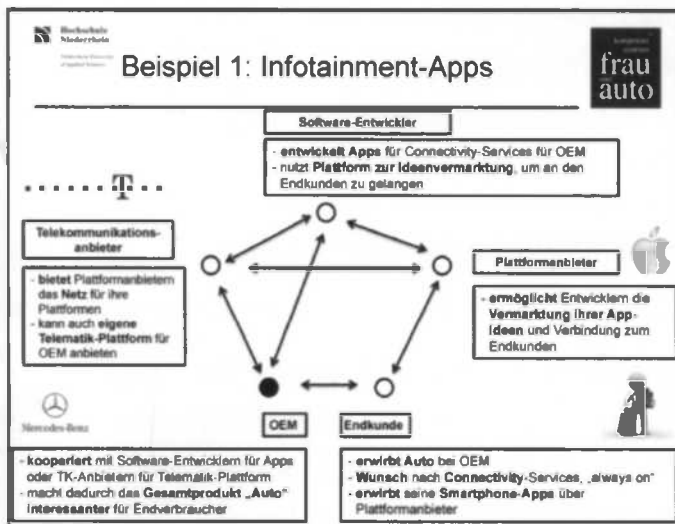 Hochschule
Niederrhein
frau
auto
Beispiel 1: Infotainment-Apps
Software-Entwickler
- entwickelt Apps für Connectivity-Services für OEM
- nutzt Plattform zur Ideenvermarktung, um an den
Endkunden zu gelangen
T
Telekommunikations-
anbieter
- bietet Plattformanbietern
das Netz für ihre
Plattformen
- kann auch eigene
Telematik-Plattform für
OEM anbieten
Plattformanbieter
- ermöglicht Entwicklern die
Vermarktung ihrer App-
Ideen und Verbindung zum
Endkunden
Mercedes-Benz
OEM
Endkunde
- kooperiert mit Software-Entwicklern für Apps
oder TK-Anbietern für Telematik-Plattform
- macht dadurch das Gesamtprodukt „Auto"
interessanter für Endverbraucher
- erwirbt Auto bei OEM
- Wunsch nach Connectivity-Services, „always on"
- erwirbt seine Smartphone-Apps über
Plattformanbieter